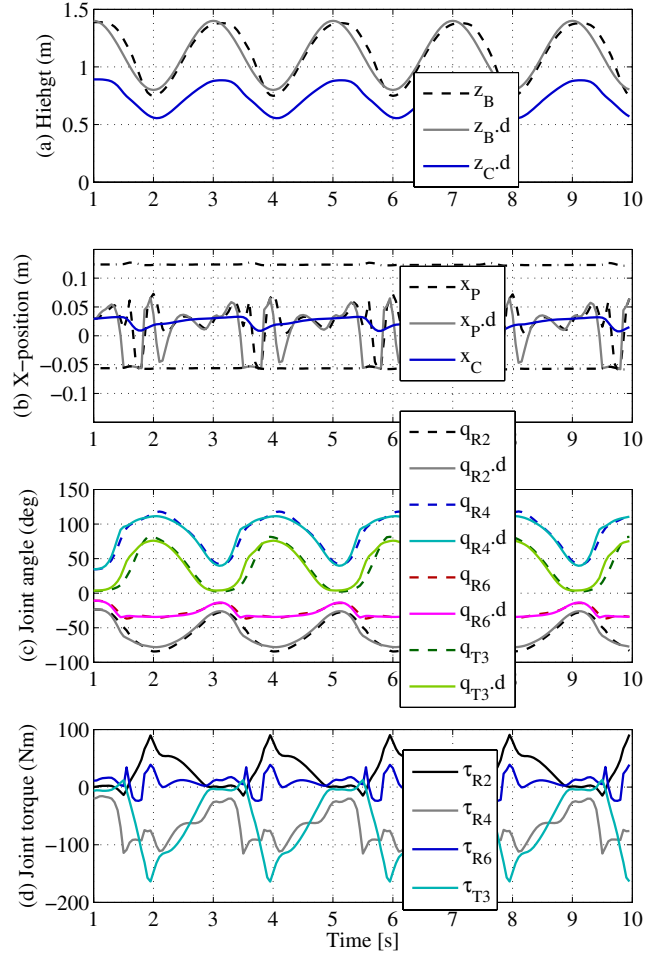 (a) Hiehgt (m)
1.5
1
0.5
0
z_B
z_B.d
z_C.d
1 2 3 4 5 6 7 8 9 10
(b) X−position (m)
0.1
0.05
0
−0.05
−0.1
x_P
x_P.d
x_C
1 2 3 4 5 6 7 8 9 10
(c) Joint angle (deg)
150
100
50
0
−50
−100
q_R2
q_R2.d
q_R4
q_R4.d
q_R6
q_R6.d
q_T3
q_T3.d
1 2 3 4 5 6 7 8 9 10
(d) Joint torque (Nm)
100
0
−100
−200
τ_R2
τ_R4
τ_R6
τ_T3
1 2 3 4 5 6 7 8 9 10
Time [s]